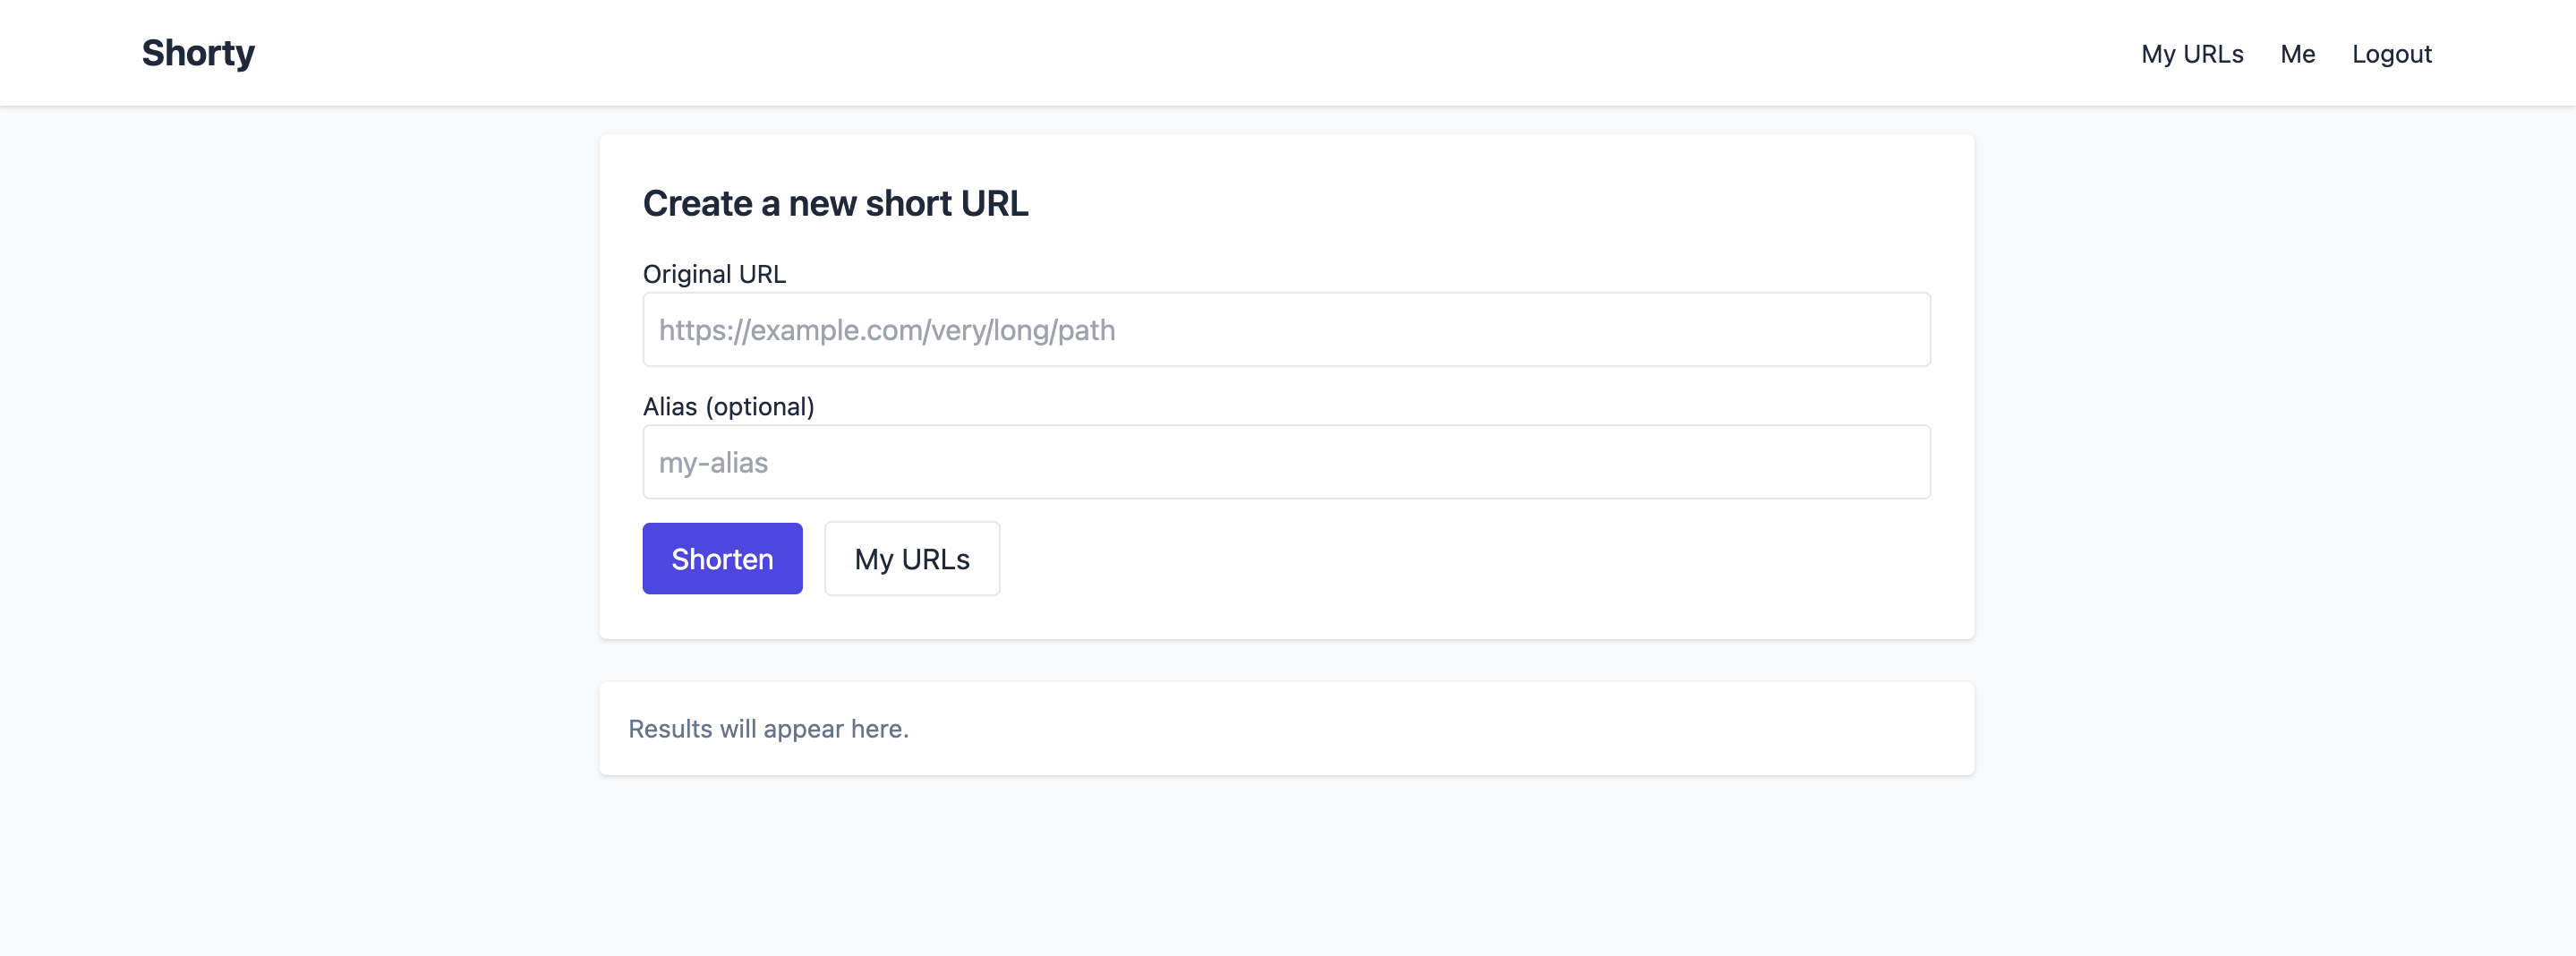 Shorty
My URLs Me Logout
Create a new short URL
Original URL
https://example.com/very/long/path
Alias (optional)
my-alias
Shorten My URLs
Results will appear here.